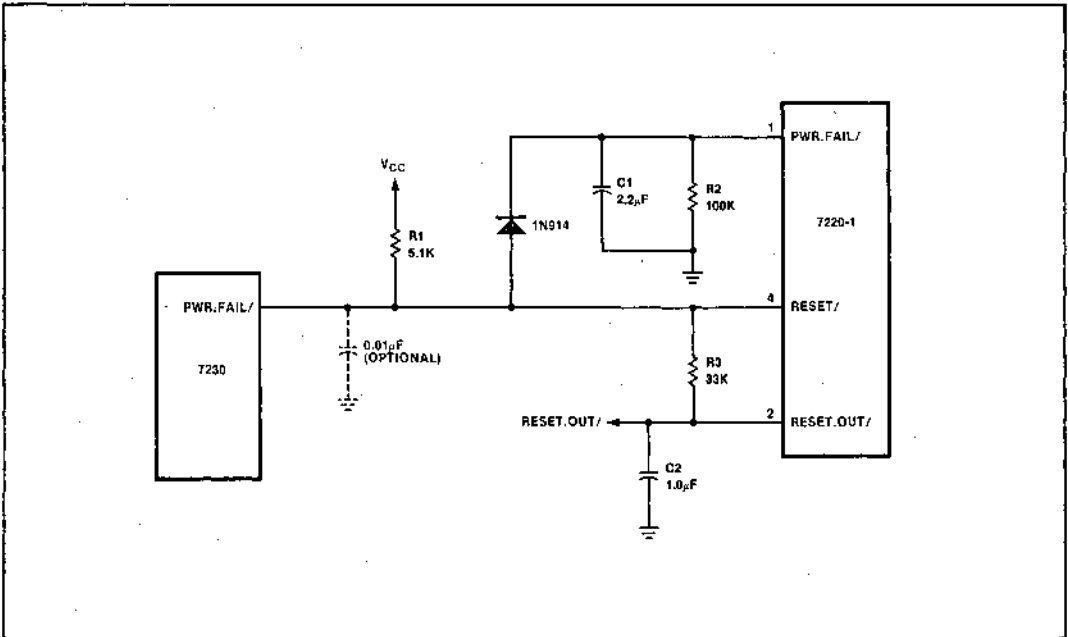 1
PWR.FAIL/
VCC
C1
2.2μF
R2
100K
7220-1
1N914
R1
5.1K
PWR.FAIL/
4
RESET/
0.01μF
(OPTIONAL)
7230
R3
33K
RESET.OUT/
2
RESET.OUT/
C2
1.0μF